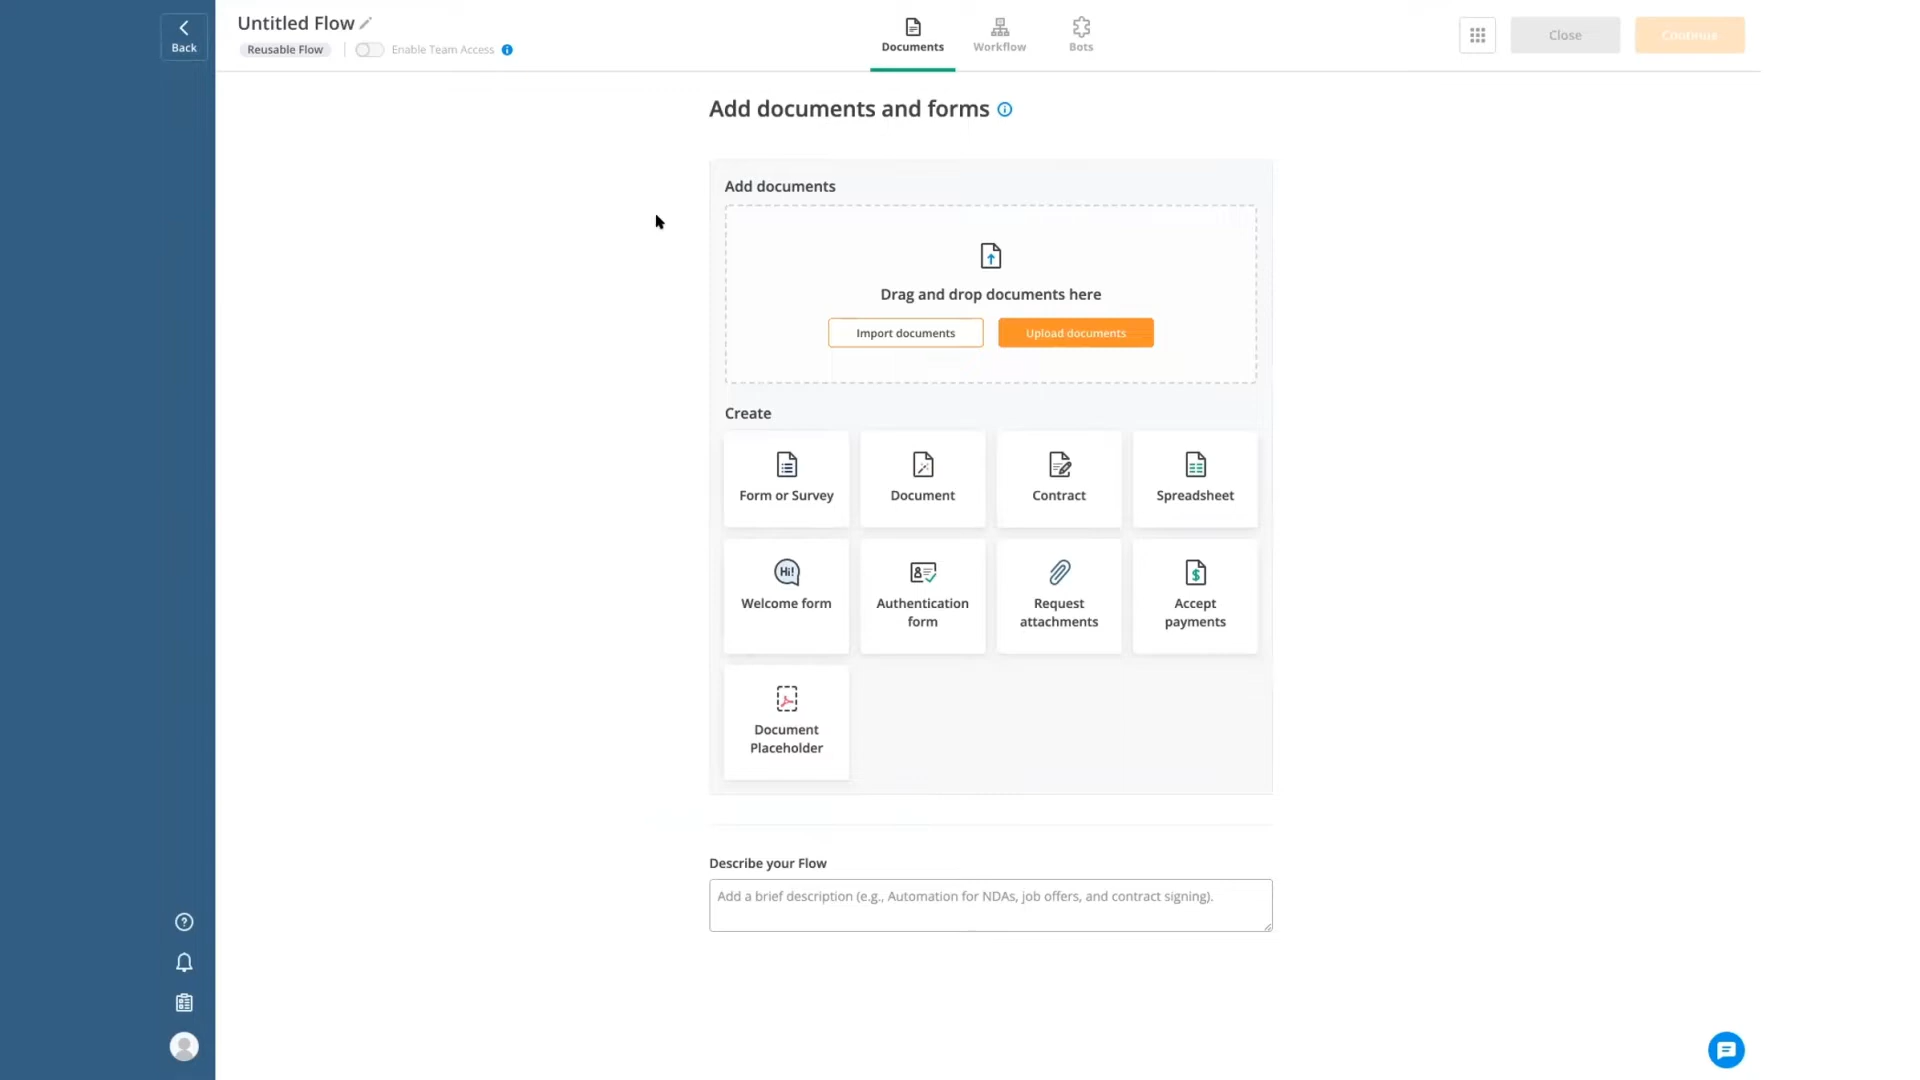 Back
Untitled Flow
Reusable Flow
Enable Team Access
Documents
Workflow
Bots
Close
Continue
Add documents and forms
Add documents
Drag and drop documents here
Import documents
Upload documents
Create
Form or Survey
Document
Contract
Spreadsheet
Hi!
Welcome form
Authentication
form
Request
attachments
$
Accept
payments
Document
Placeholder
Describe your Flow
Add a brief description (e.g., Automation for NDAs, job offers, and contract signing).